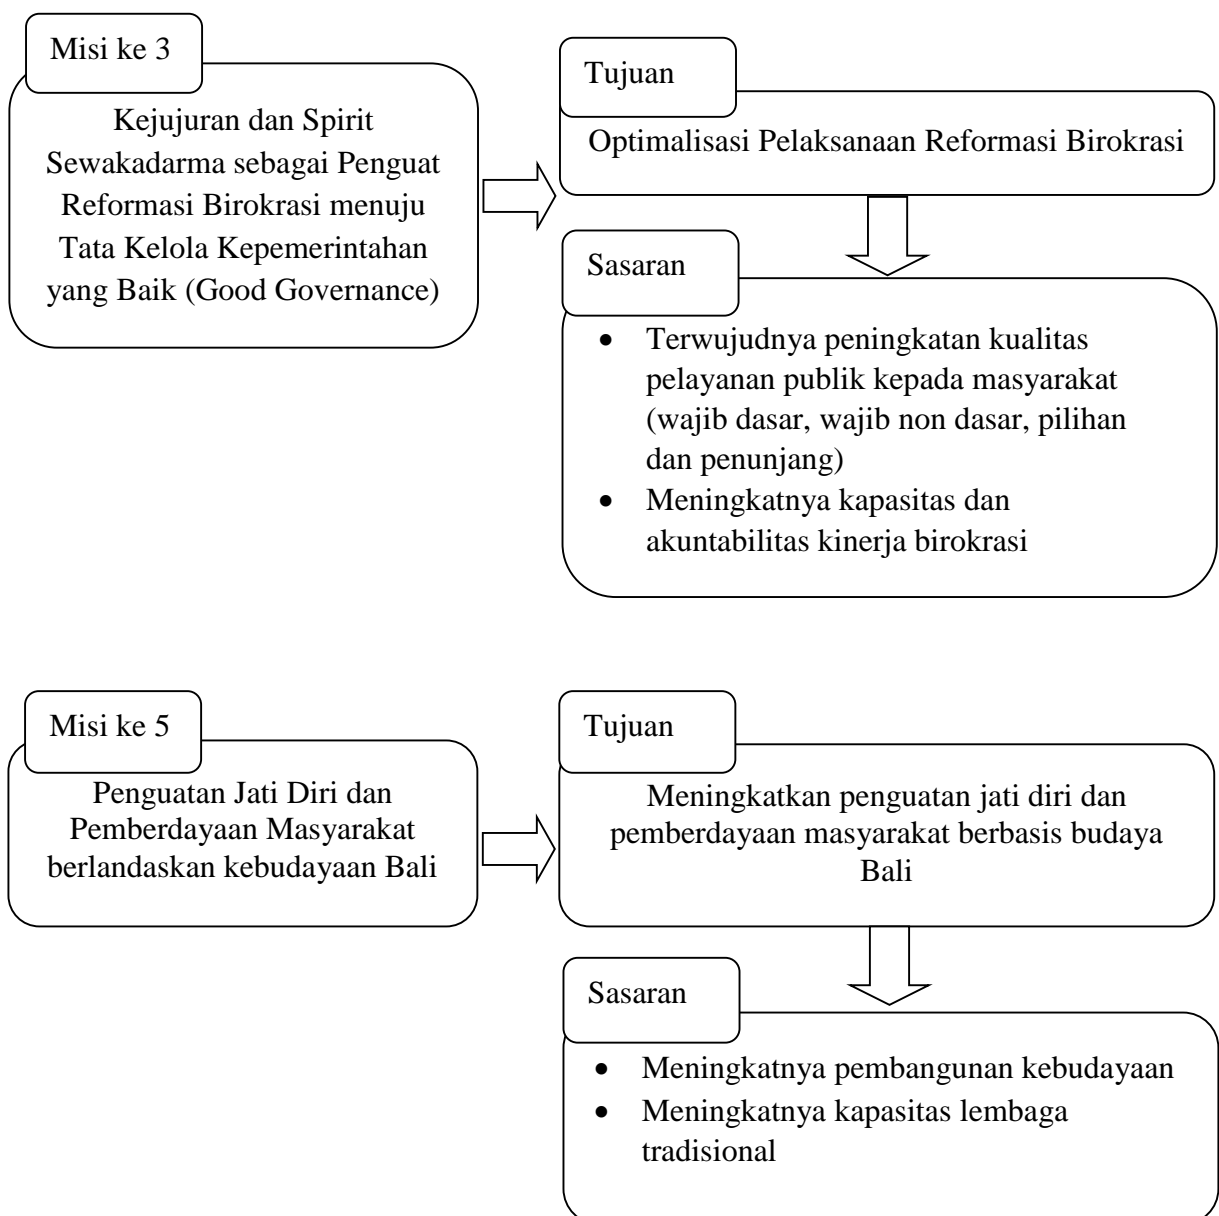 Misi ke 3
Kejujuran dan Spirit
Sewakadarma sebagai Penguat
Reformasi Birokrasi menuju
Tata Kelola Kepemerintahan
yang Baik (Good Governance)
Tujuan
Optimalisasi Pelaksanaan Reformasi Birokrasi
Sasaran
• Terwujudnya peningkatan kualitas
pelayanan publik kepada masyarakat
(wajib dasar, wajib non dasar, pilihan
dan penunjang)
• Meningkatnya kapasitas dan
akuntabilitas kinerja birokrasi
Misi ke 5
Penguatan Jati Diri dan
Pemberdayaan Masyarakat
berlandaskan kebudayaan Bali
Tujuan
Meningkatkan penguatan jati diri dan
pemberdayaan masyarakat berbasis budaya
Bali
Sasaran
• Meningkatnya pembangunan kebudayaan
• Meningkatnya kapasitas lembaga
tradisional